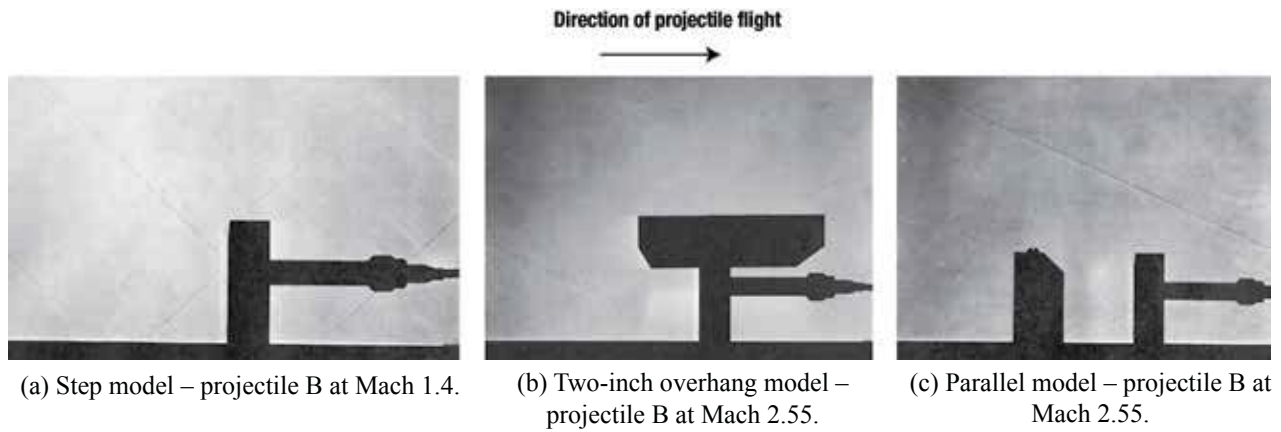 Direction of projectile flight
(a) Step model – projectile B at Mach 1.4.
(b) Two-inch overhang model –
projectile B at Mach 2.55.
(c) Parallel model – projectile B at
Mach 2.55.